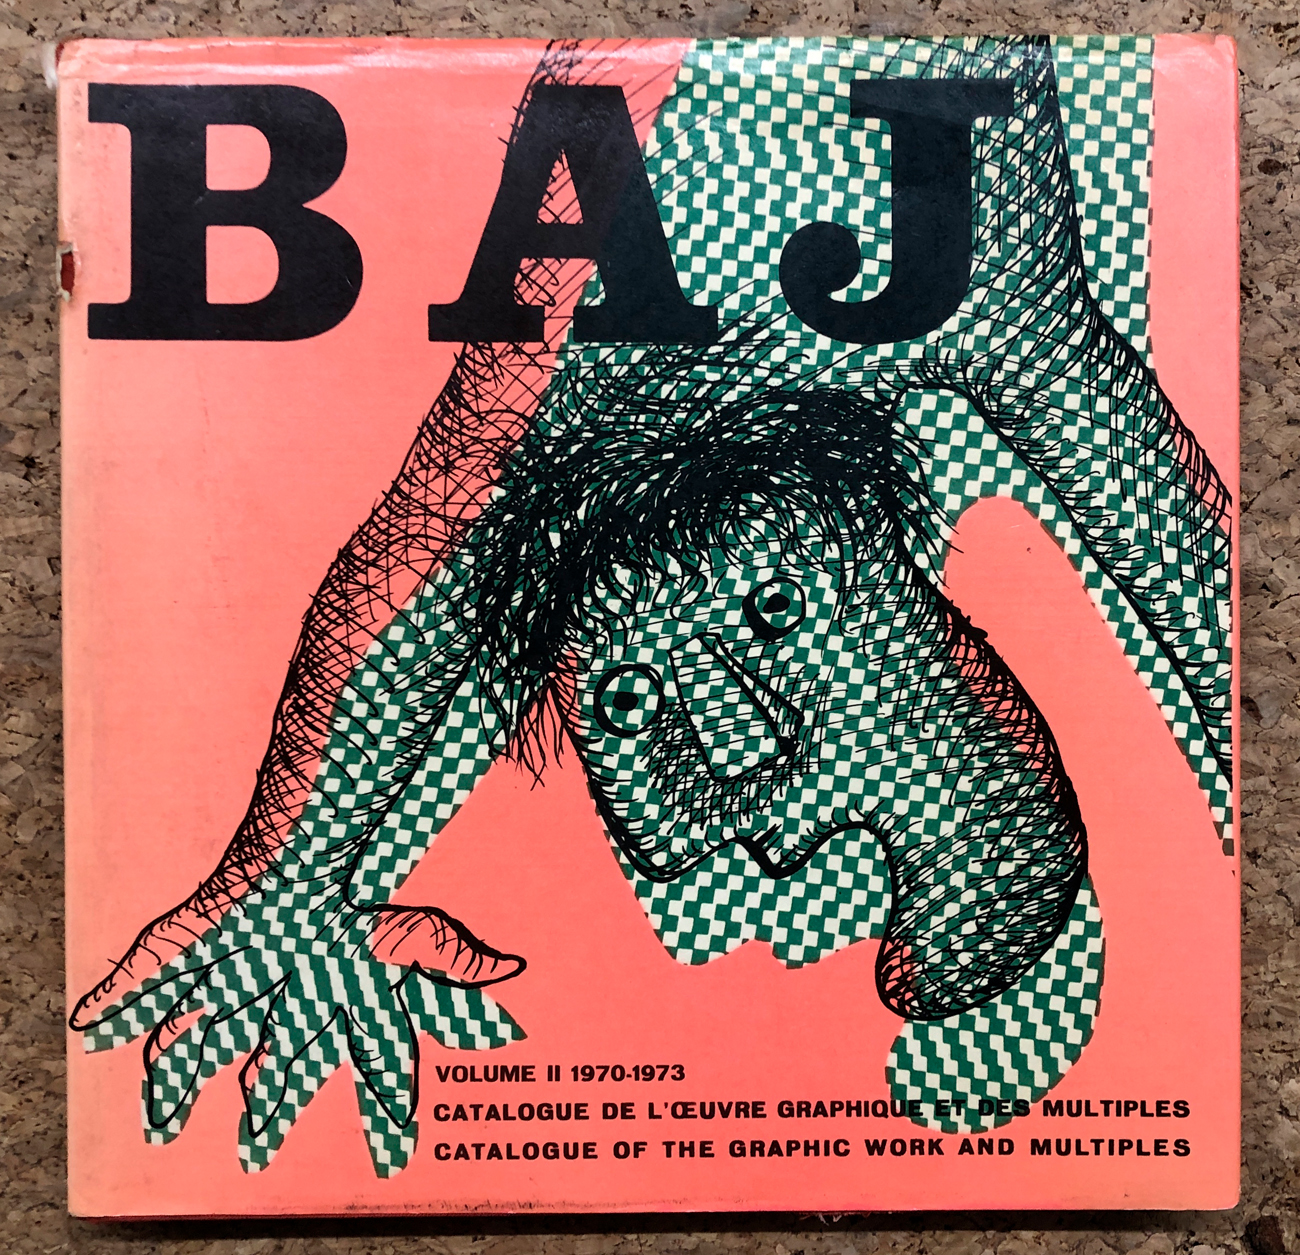 BAJ
VOLUME II 1970-1973
CATALOGUE DE L'ŒUVRE GRAPHIQUE ET DES MULTIPLES
CATALOGUE OF THE GRAPHIC WORK AND MULTIPLES